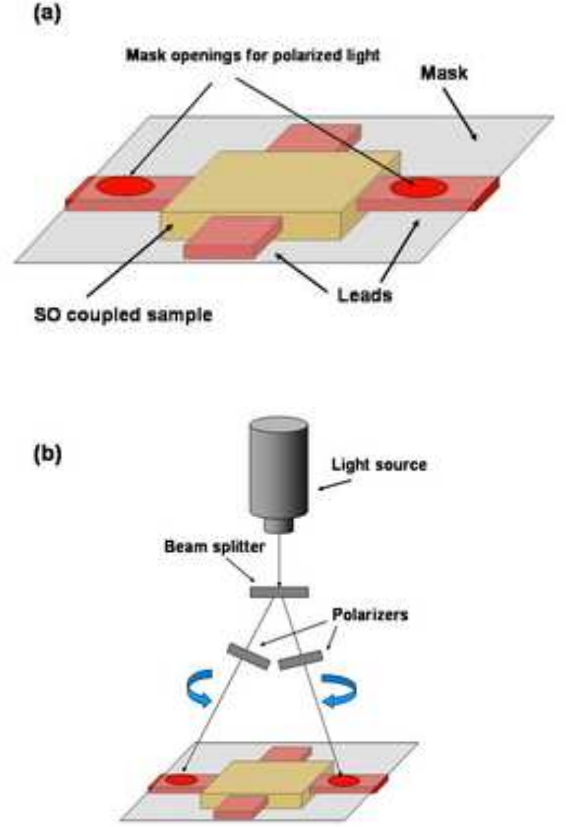 (a)
Mask openings for polarized light
Mask
Leads
SO coupled sample
(b)
Light source
Beam splitter
Polarizers